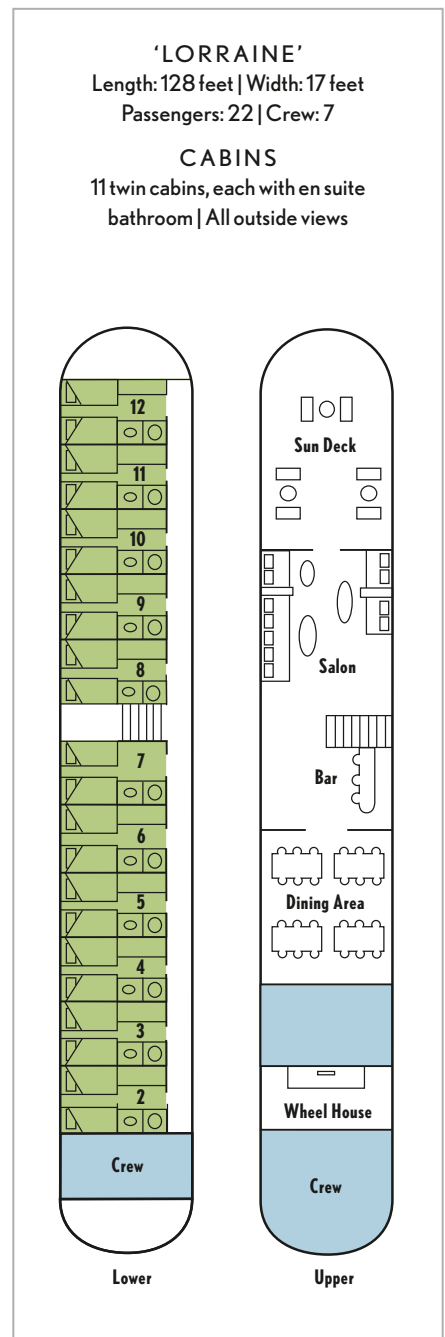 ‘LORRAINE’
Length: 128 feet | Width: 17 feet
Passengers: 22 | Crew: 7
CABINS
11 twin cabins, each with en suite
bathroom | All outside views
12
11
10
9
8
7
6
5
4
3
2
Crew
Lower
Sun Deck
Salon
Bar
Dining Area
Wheel House
Crew
Upper